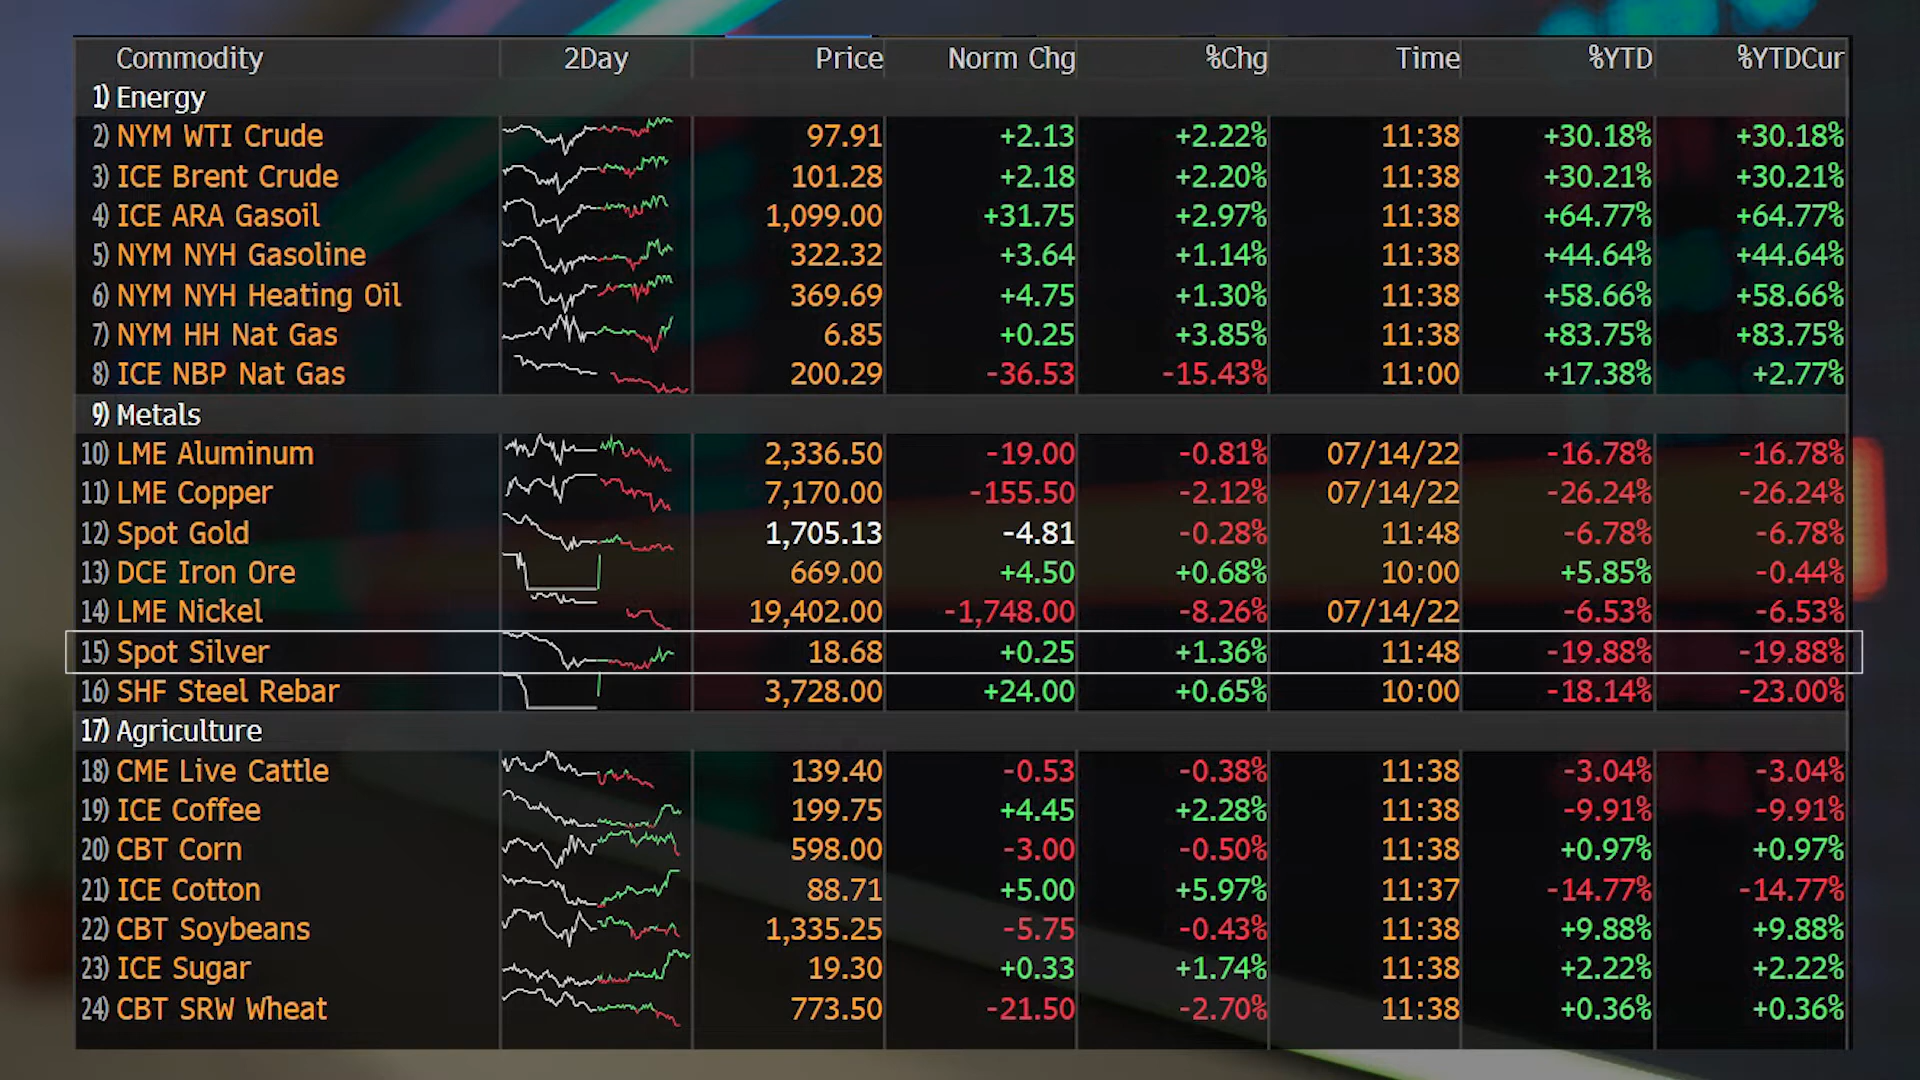 Commodity 2Day Price Norm Chg %Chg Time %YTD %YTDCur
1) Energy
2) NYM WTI Crude 97.91 +2.13 +2.22% 11:38 +30.18% +30.18%
3) ICE Brent Crude 101.28 +2.18 +2.20% 11:38 +30.21% +30.21%
4) ICE ARA Gasoil 1,099.00 +31.75 +2.97% 11:38 +64.77% +64.77%
5) NYM NYH Gasoline 322.32 +3.64 +1.14% 11:38 +44.64% +44.64%
6) NYM NYH Heating Oil 369.69 +4.75 +1.30% 11:38 +58.66% +58.66%
7) NYM HH Nat Gas 6.85 +0.25 +3.85% 11:38 +83.75% +83.75%
8) ICE NBP Nat Gas 200.29 -36.53 -15.43% 11:00 +17.38% +2.77%
9) Metals
10) LME Aluminum 2,336.50 -19.00 -0.81% 07/14/22 -16.78% -16.78%
11) LME Copper 7,170.00 -155.50 -2.12% 07/14/22 -26.24% -26.24%
12) Spot Gold 1,705.13 -4.81 -0.28% 11:48 -6.78% -6.78%
13) DCE Iron Ore 669.00 +4.50 +0.68% 10:00 +5.85% -0.44%
14) LME Nickel 19,402.00 -1,748.00 -8.26% 07/14/22 -6.53% -6.53%
15) Spot Silver 18.68 +0.25 +1.36% 11:48 -19.88% -19.88%
16) SHF Steel Rebar 3,728.00 +24.00 +0.65% 10:00 -18.14% -23.00%
17) Agriculture
18) CME Live Cattle 139.40 -0.53 -0.38% 11:38 -3.04% -3.04%
19) ICE Coffee 199.75 +4.45 +2.28% 11:38 -9.91% -9.91%
20) CBT Corn 598.00 -3.00 -0.50% 11:38 +0.97% +0.97%
21) ICE Cotton 88.71 +5.00 +5.97% 11:37 -14.77% -14.77%
22) CBT Soybeans 1,335.25 -5.75 -0.43% 11:38 +9.88% +9.88%
23) ICE Sugar 19.30 +0.33 +1.74% 11:38 +2.22% +2.22%
24) CBT SRW Wheat 773.50 -21.50 -2.70% 11:38 +0.36% +0.36%